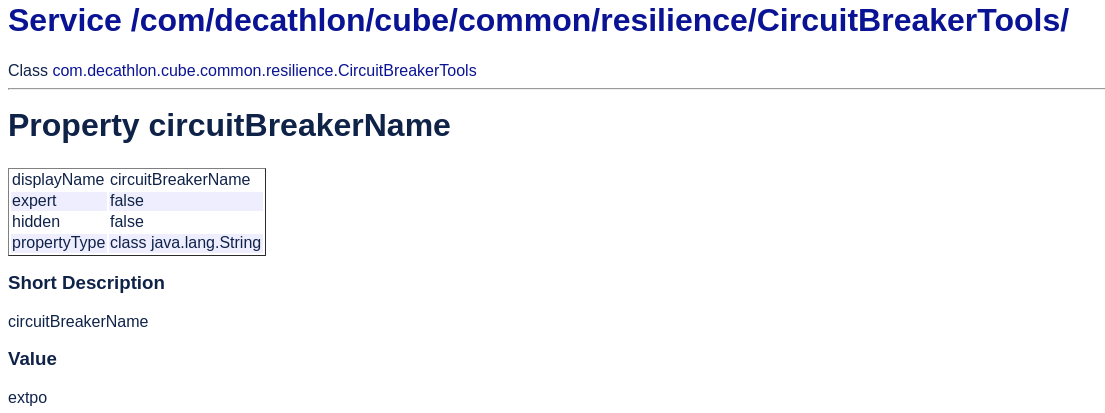 Service /com/decathlon/cube/common/resilience/CircuitBreakerTools/
Class com.decathlon.cube.common.resilience.CircuitBreakerTools
Property circuitBreakerName
displayName circuitBreakerName
expert false
hidden false
propertyType class java.lang.String
Short Description
circuitBreakerName
Value
extpo